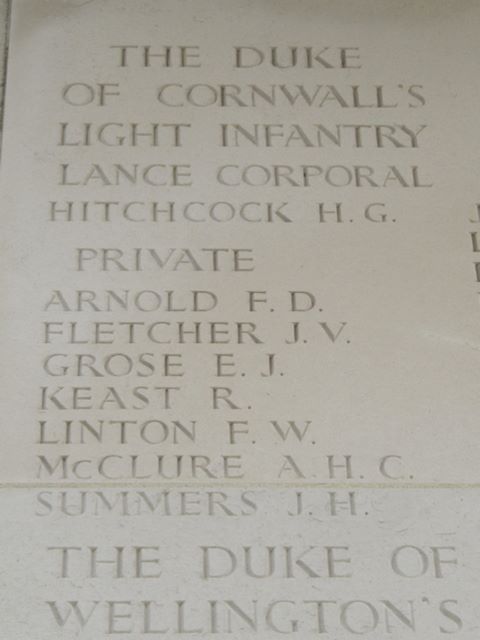 THE DUKE
OF CORNWALL'S
LIGHT INFANTRY
LANCE CORPORAL
HITCHCOCK H. G.
PRIVATE
ARNOLD F. D.
FLETCHER J. V.
GROSE E. J.
KEAST R.
LINTON F. W.
McCLURE A. H. C.
SUMMERS J. H.
THE DUKE OF
WELLINGTON'S